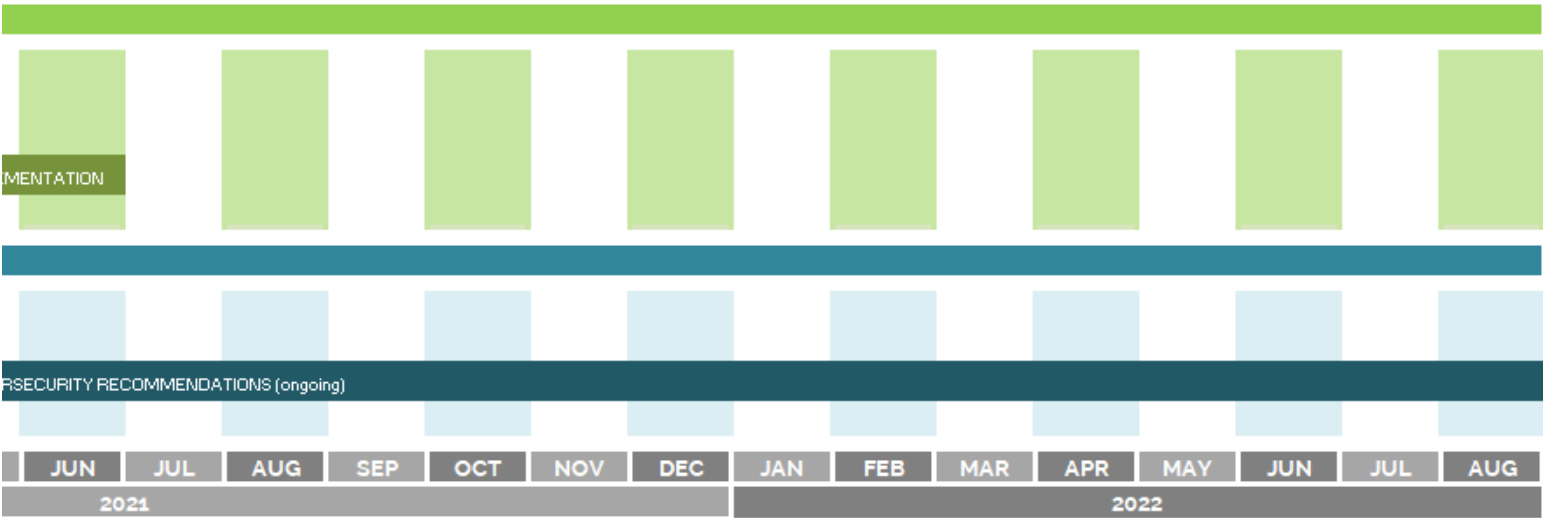 EMENTATION
RSECURITY RECOMMENDATIONS (ongoing)
JUN JUL AUG SEP OCT NOV DEC JAN FEB MAR APR MAY JUN JUL AUG
2021 2022